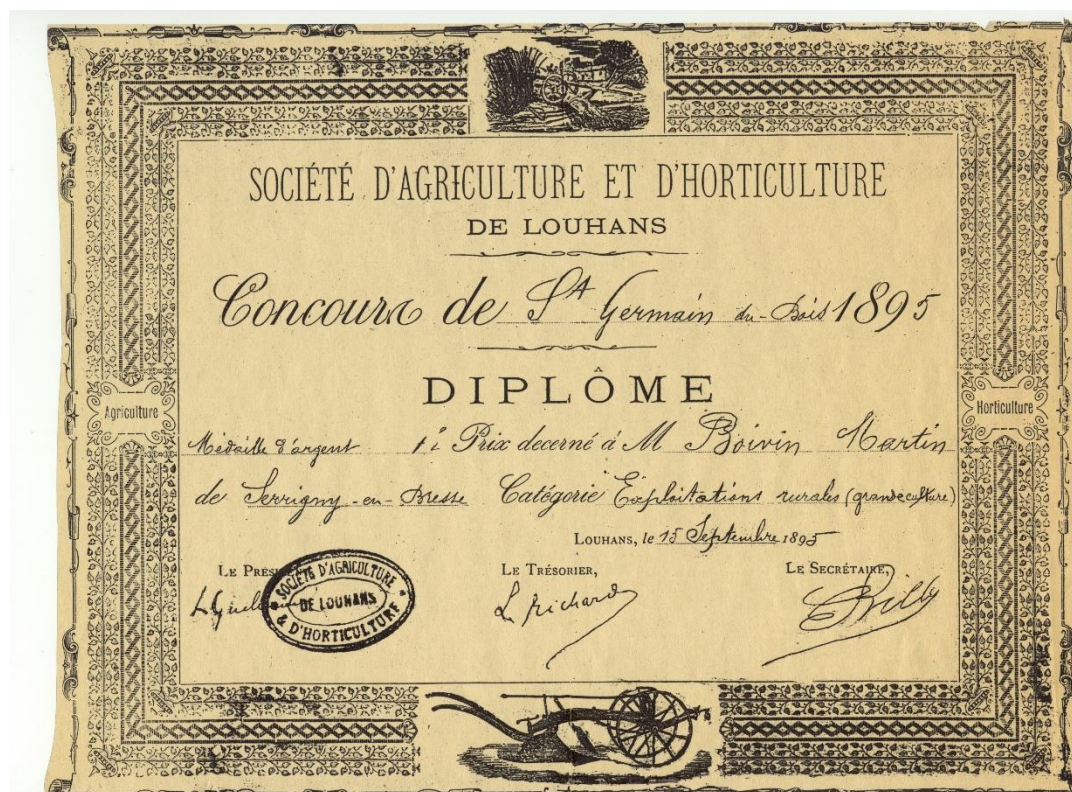 SOCIÉTÉ D'AGRICULTURE ET D'HORTICULTURE
DE LOUHANS
Concours de St Germain du-Bois 1895
DIPLÔME
Agriculture
Horticulture
Médaille d'argent 1er Prix decerné à M Boivin Martin
de Serrigny-en-Bresse Catégorie Exploitations rurales (grande culture)
LOUHANS, le 15 Septembre 1895
LE TRÉSORIER,
LE SECRÉTAIRE,
SOCIÉTÉ D'AGRICULTURE
DE LOUHANS
& D'HORTICULTURE
L. Richard